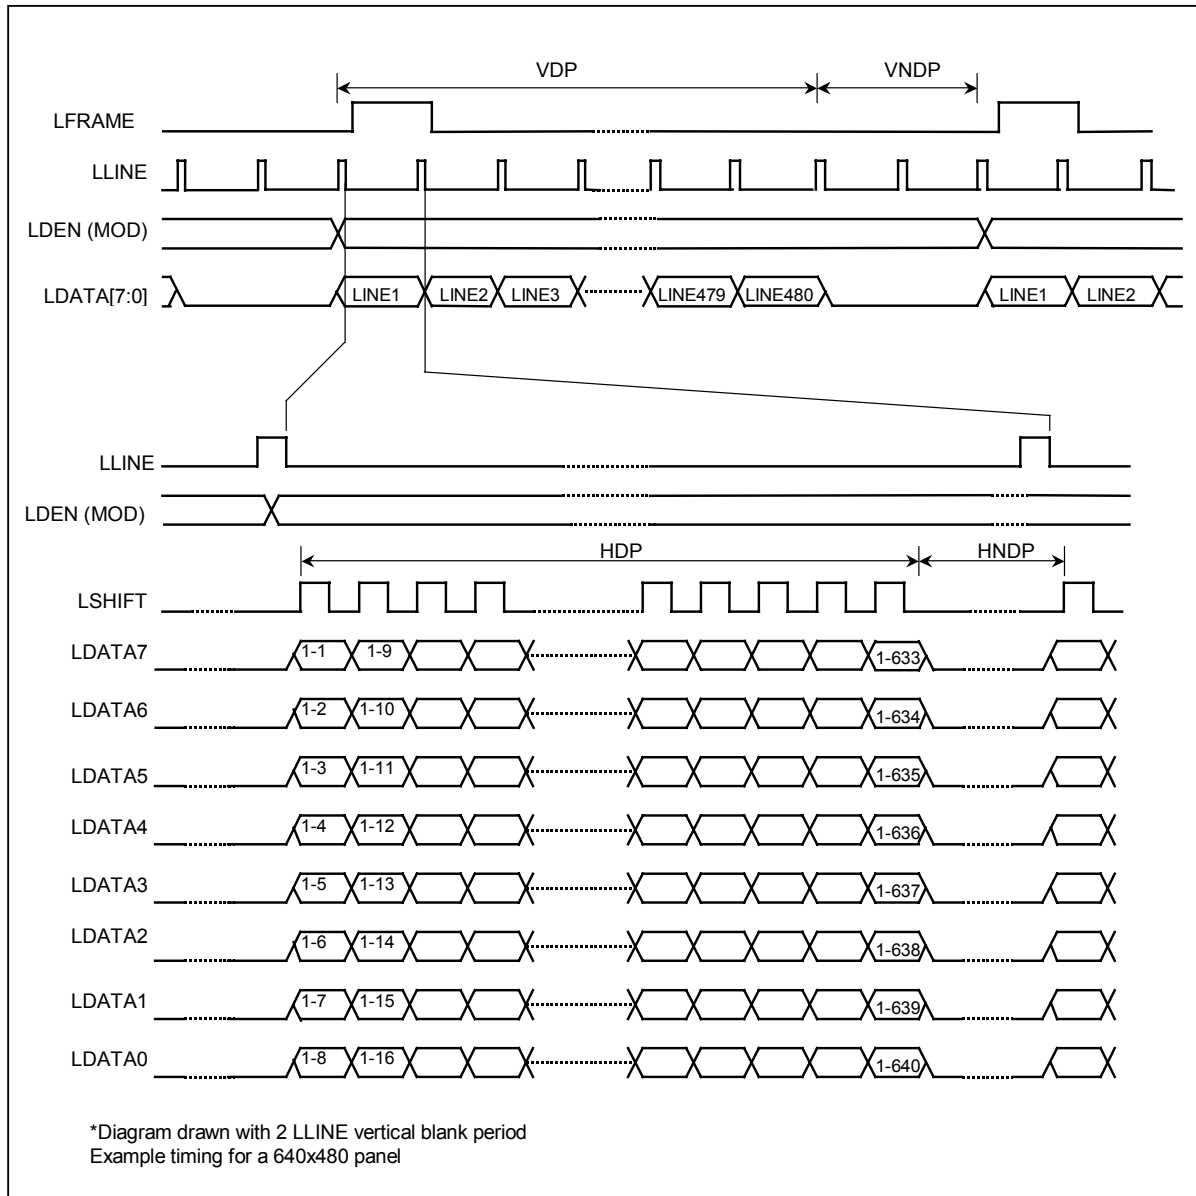 VDP VNDP
LFRAME
LLINE
LDEN (MOD)
LDATA[7:0] LINE1 LINE2 LINE3 LINE479 LINE480 LINE1 LINE2
LLINE
LDEN (MOD)
HDP HNDP
LSHIFT
LDATA7 1-1 1-9 1-633
LDATA6 1-2 1-10 1-634
LDATA5 1-3 1-11 1-635
LDATA4 1-4 1-12 1-636
LDATA3 1-5 1-13 1-637
LDATA2 1-6 1-14 1-638
LDATA1 1-7 1-15 1-639
LDATA0 1-8 1-16 1-640
*Diagram drawn with 2 LLINE vertical blank period
Example timing for a 640x480 panel